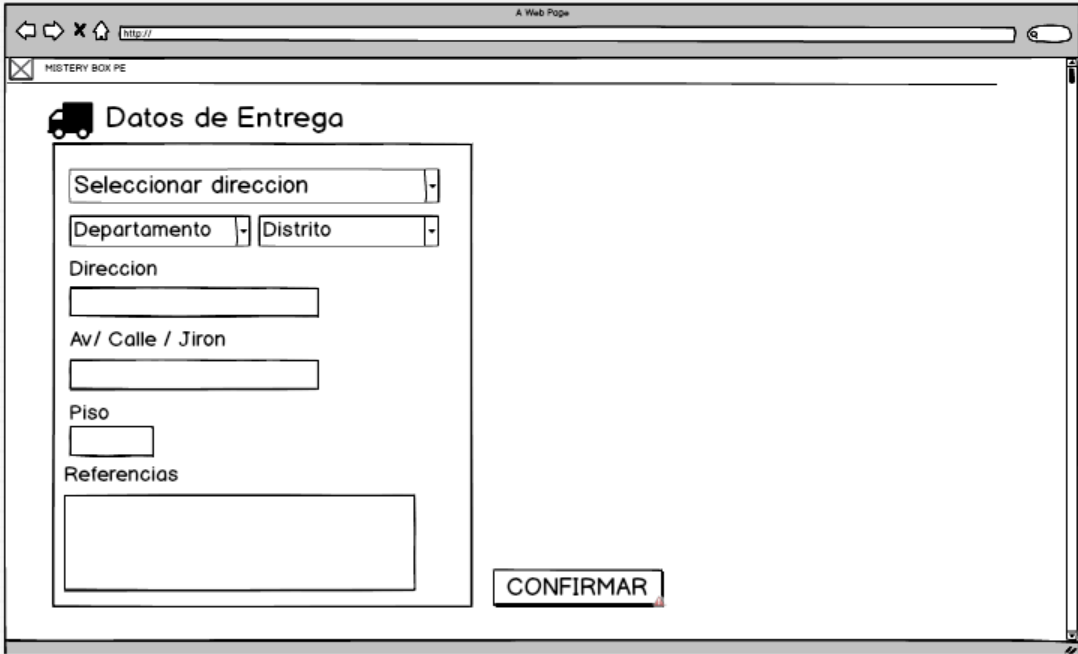 A Web Page
http://
MISTERY BOX PE
Datos de Entrega
Seleccionar direccion
Departamento Distrito
Direccion
Av/ Calle / Jiron
Piso
Referencias
CONFIRMAR